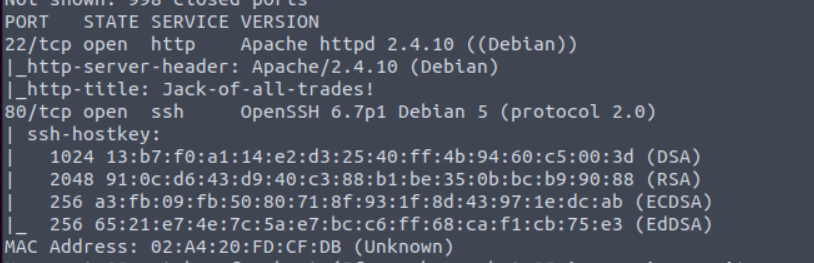 Not shown: 998 closed ports
PORT   STATE SERVICE VERSION
22/tcp open  http    Apache httpd 2.4.10 ((Debian))
|_http-server-header: Apache/2.4.10 (Debian)
|_http-title: Jack-of-all-trades!
80/tcp open  ssh     OpenSSH 6.7p1 Debian 5 (protocol 2.0)
| ssh-hostkey:
|   1024 13:b7:f0:a1:14:e2:d3:25:40:ff:4b:94:60:c5:00:3d (DSA)
|   2048 91:0c:d6:43:d9:40:c3:88:b1:be:35:0b:bc:b9:90:88 (RSA)
|   256 a3:fb:09:fb:50:80:71:8f:93:1f:8d:43:97:1e:dc:ab (ECDSA)
|_  256 65:21:e7:4e:7c:5a:e7:bc:c6:ff:68:ca:f1:cb:75:e3 (EdDSA)
MAC Address: 02:A4:20:FD:CF:DB (Unknown)